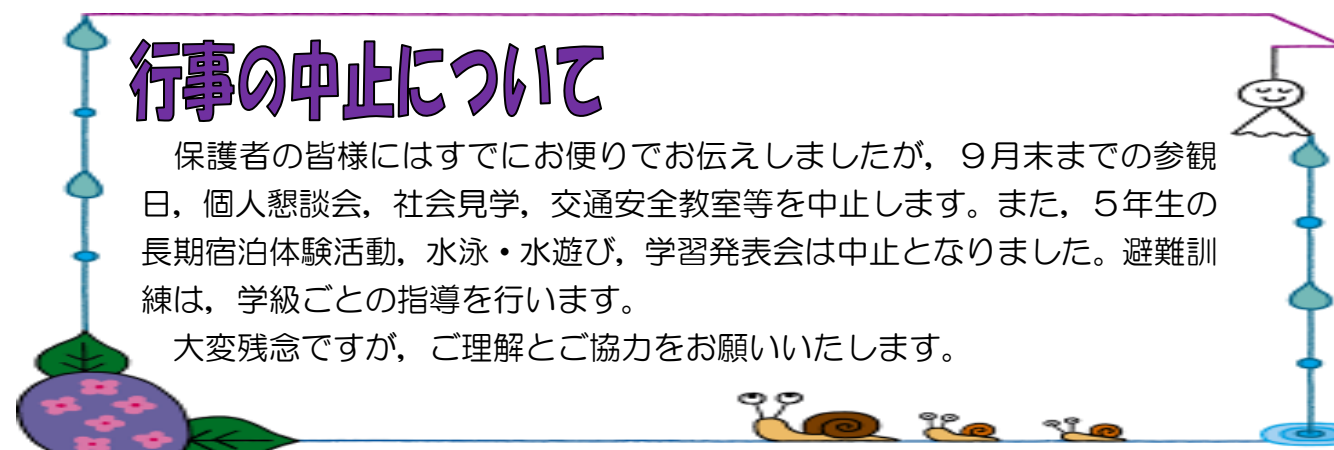 行事の中止について
　保護者の皆様にはすでにお便りでお伝えしましたが，９月末までの参観
日，個人懇談会，社会見学，交通安全教室等を中止します。また，５年生の
長期宿泊体験活動，水泳・水遊び，学習発表会は中止となりました。避難訓
練は，学級ごとの指導を行います。
　大変残念ですが，ご理解とご協力をお願いいたします。